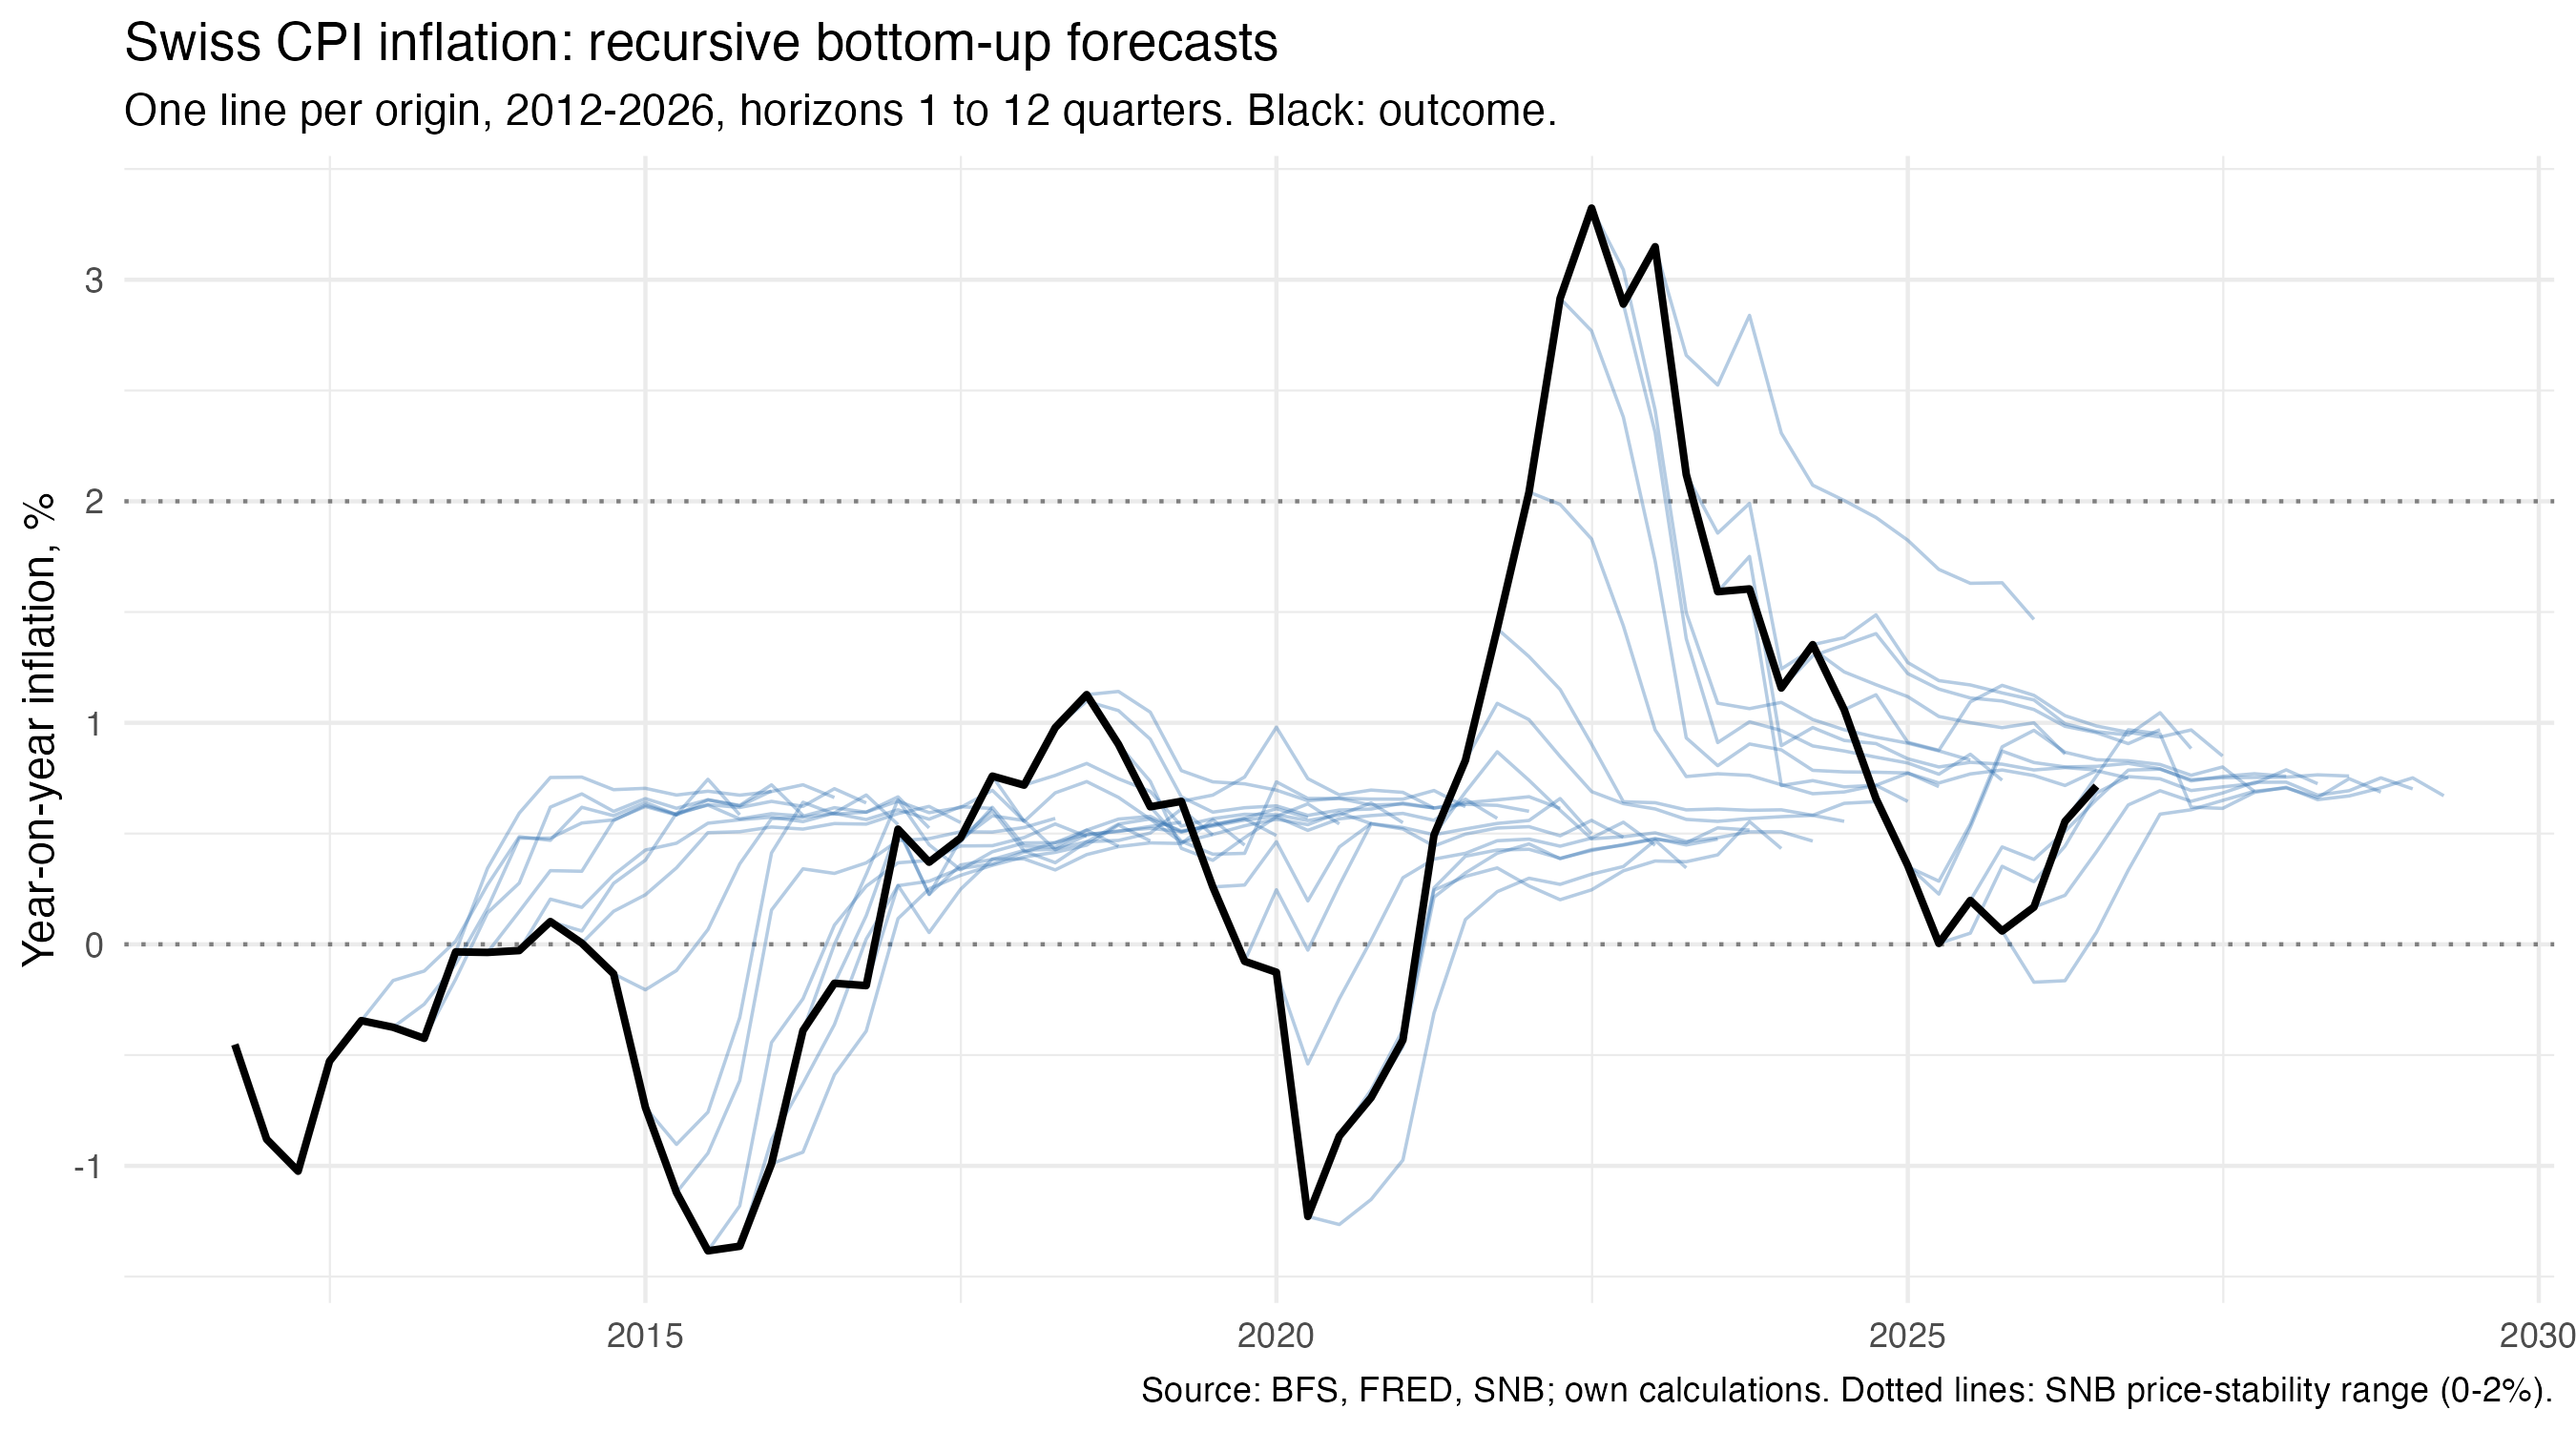 Swiss CPI inflation: recursive bottom-up forecasts
One line per origin, 2012-2026, horizons 1 to 12 quarters. Black: outcome.
Year-on-year inflation, %
3
2
1
0
-1
2015
2020
2025
2030
Source: BFS, FRED, SNB; own calculations. Dotted lines: SNB price-stability range (0-2%).